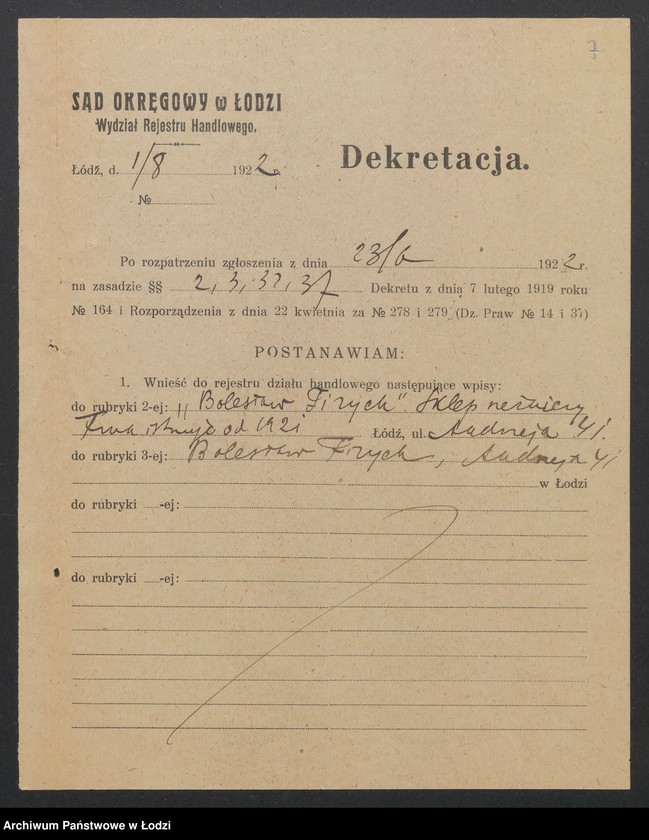 7
SĄD OKRĘGOWY w ŁODZI
Wydział Rejestru Handlowego.
Łódź, d. 1/8 1922 r.
Dekretacja.
№
Po rozpatrzeniu zgłoszenia z dnia 23/6 1922 r.
na zasadzie §§ 2, 3, 32, 37 Dekretu z dnia 7 lutego 1919 roku
№ 164 i Rozporządzenia z dnia 22 kwietnia za № 278 i 279 (Dz. Praw № 14 i 37)
POSTANAWIAM:
1. Wnieść do rejestru działu handlowego następujące wpisy:
do rubryki 2-ej: „Bolesław Firych". Sklep rzeźniczy
istnieje od 1921 Łódź, ul. Andrzeja 41.
do rubryki 3-ej: Bolesław Firych, Andrzeja 41
w Łodzi
do rubryki -ej:
do rubryki -ej:
Archiwum Państwowe w Łodzi